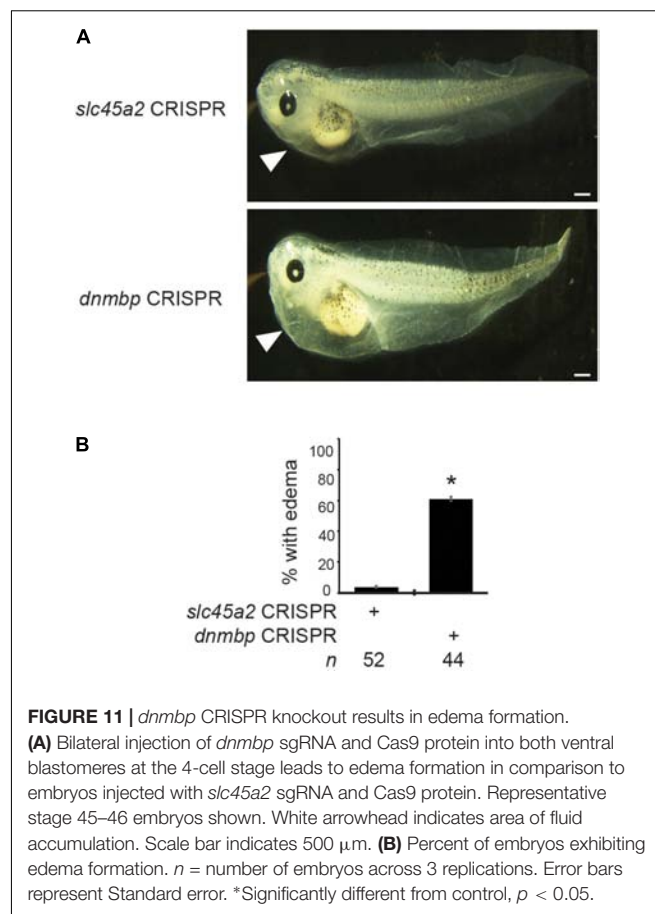 A
slc45a2 CRISPR
dnmbp CRISPR
B
% with edema
100
80
60
40
20
0
*
slc45a2 CRISPR +
dnmbp CRISPR +
n 52 44
FIGURE 11 | dnmbp CRISPR knockout results in edema formation.
(A) Bilateral injection of dnmbp sgRNA and Cas9 protein into both ventral
blastomeres at the 4-cell stage leads to edema formation in comparison to
embryos injected with slc45a2 sgRNA and Cas9 protein. Representative
stage 45–46 embryos shown. White arrowhead indicates area of fluid
accumulation. Scale bar indicates 500 μm. (B) Percent of embryos exhibiting
edema formation. n = number of embryos across 3 replications. Error bars
represent Standard error. *Significantly different from control, p < 0.05.